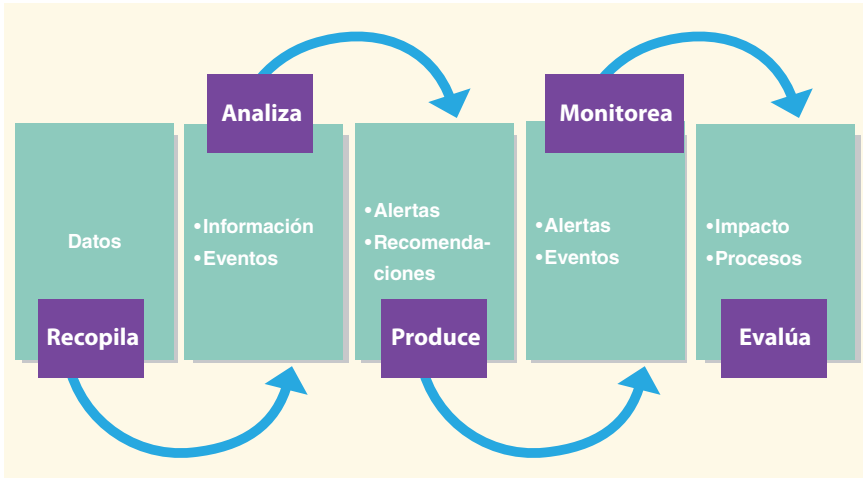 Datos
Recopila
Analiza
•Información
•Eventos
•Alertas
•Recomenda-
ciones
Produce
Monitorea
•Alertas
•Eventos
•Impacto
•Procesos
Evalúa